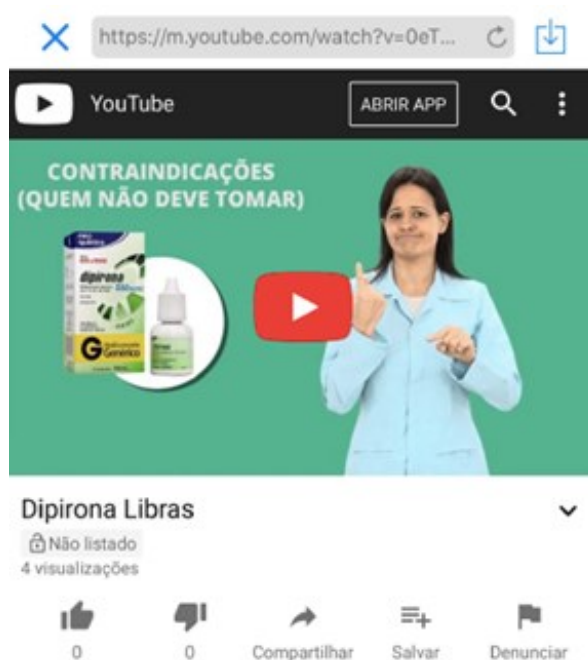 https://m.youtube.com/watch?v=0eT...
YouTube
ABRIR APP
CONTRAINDICAÇÕES
(QUEM NÃO DEVE TOMAR)
dipirona
G
Genérico
Dipirona Libras
Não listado
4 visualizações
0
0
Compartilhar
Salvar
Denunciar